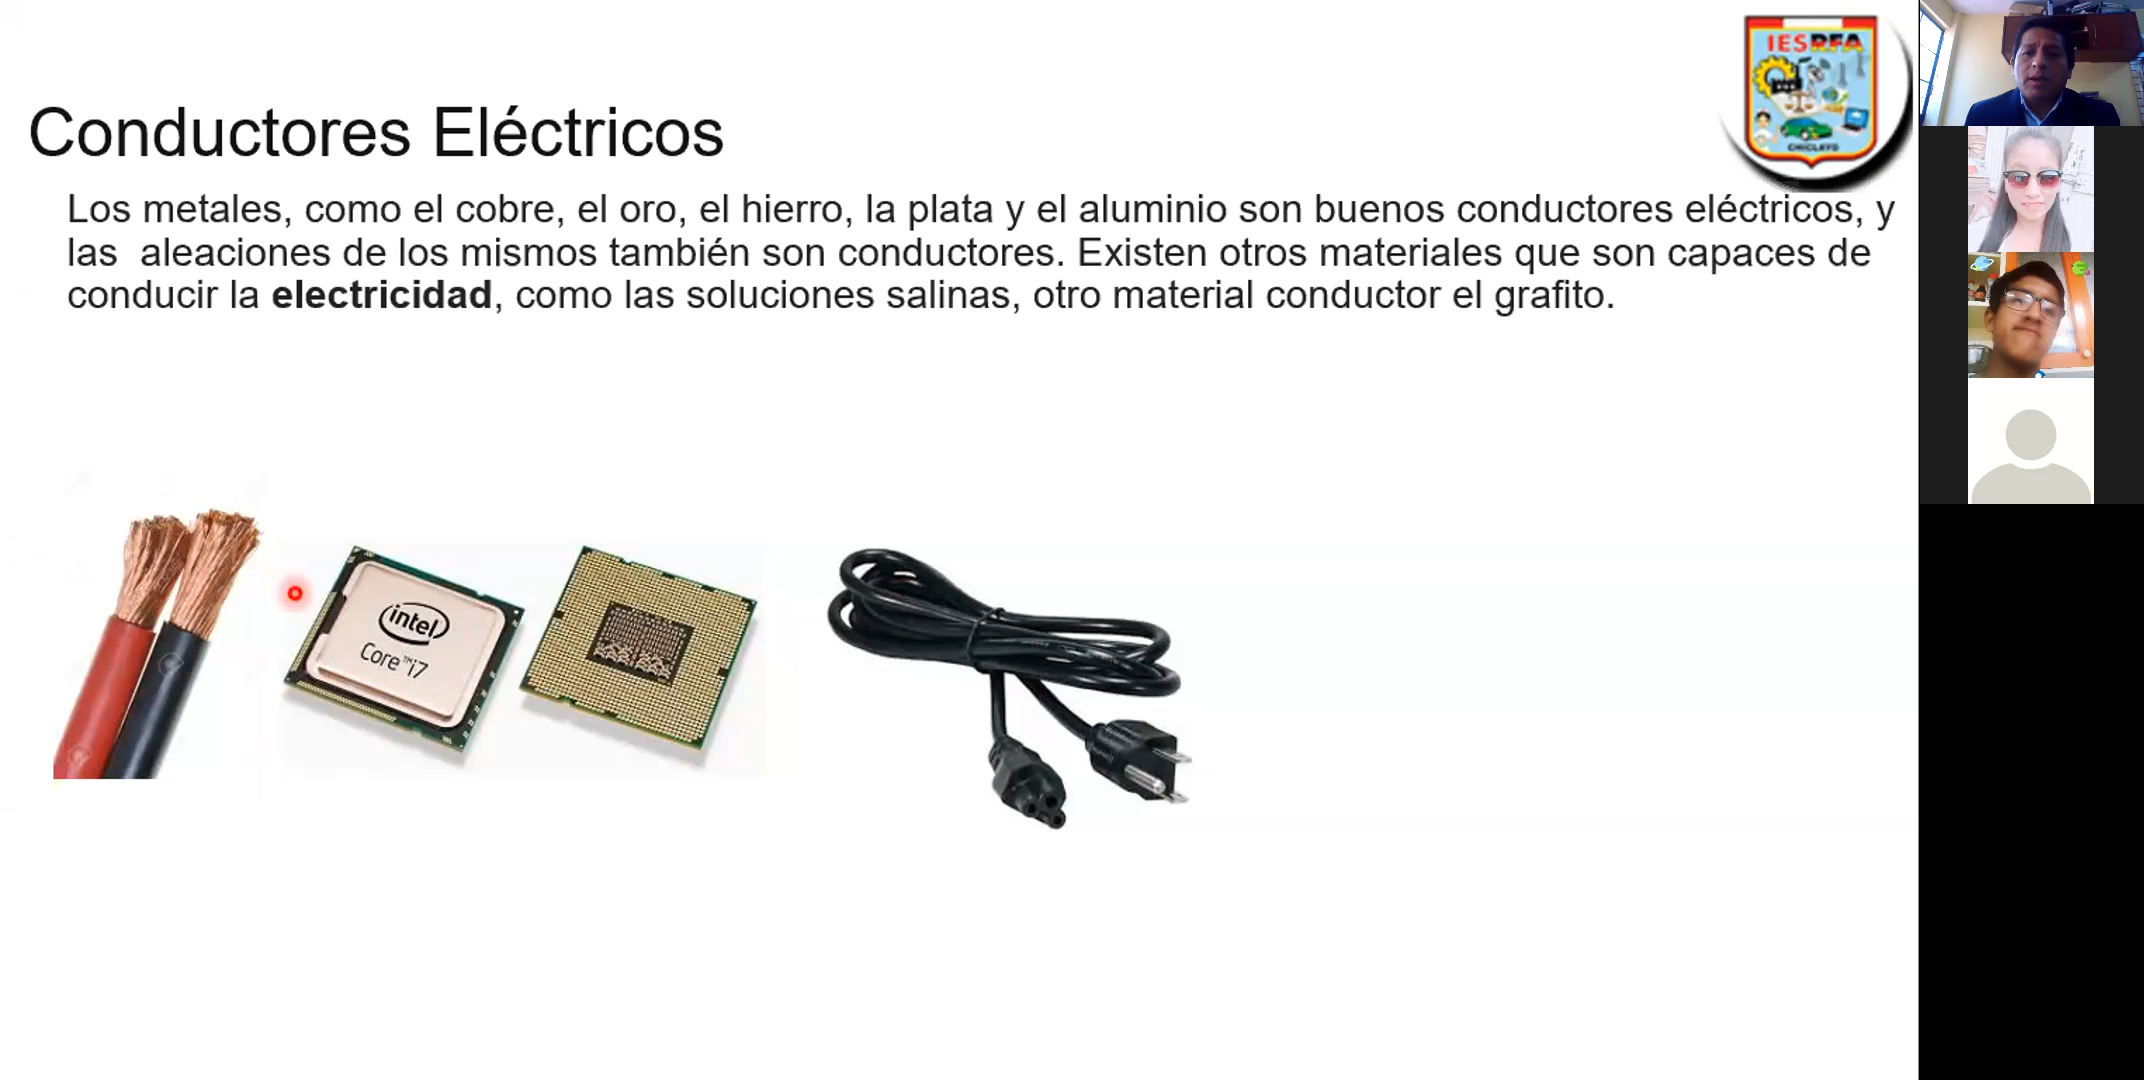 IESRFA
CHICLAYO
Conductores Eléctricos
Los metales, como el cobre, el oro, el hierro, la plata y el aluminio son buenos conductores eléctricos, y
las  aleaciones de los mismos también son conductores. Existen otros materiales que son capaces de
conducir la electricidad, como las soluciones salinas, otro material conductor el grafito.
intel
Core™i7